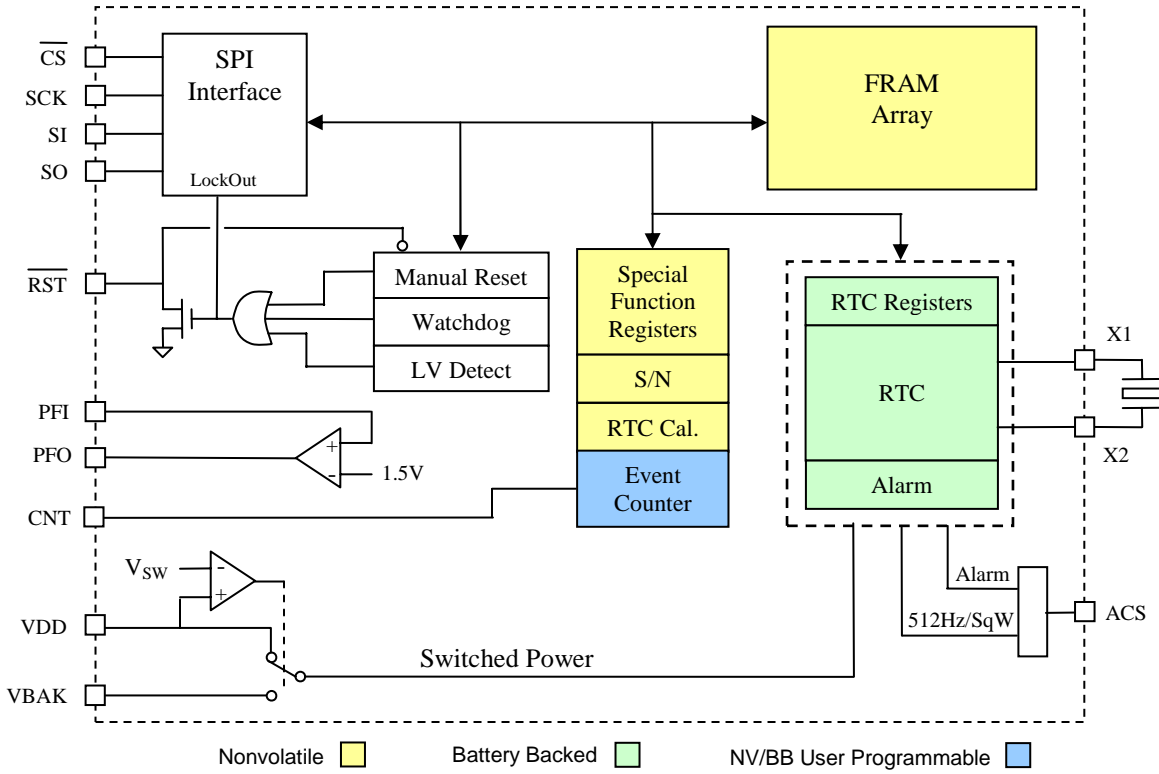 CS
SCK
SI
SO
SPI
Interface
LockOut
FRAM
Array
RST
Manual Reset
Watchdog
LV Detect
Special
Function
Registers
S/N
RTC Cal.
Event
Counter
RTC Registers
RTC
Alarm
X1
X2
PFI
PFO
+
-
1.5V
CNT
VSW
-
+
VDD
VBAK
Switched Power
Alarm
512Hz/SqW
ACS
Nonvolatile
Battery Backed
NV/BB User Programmable